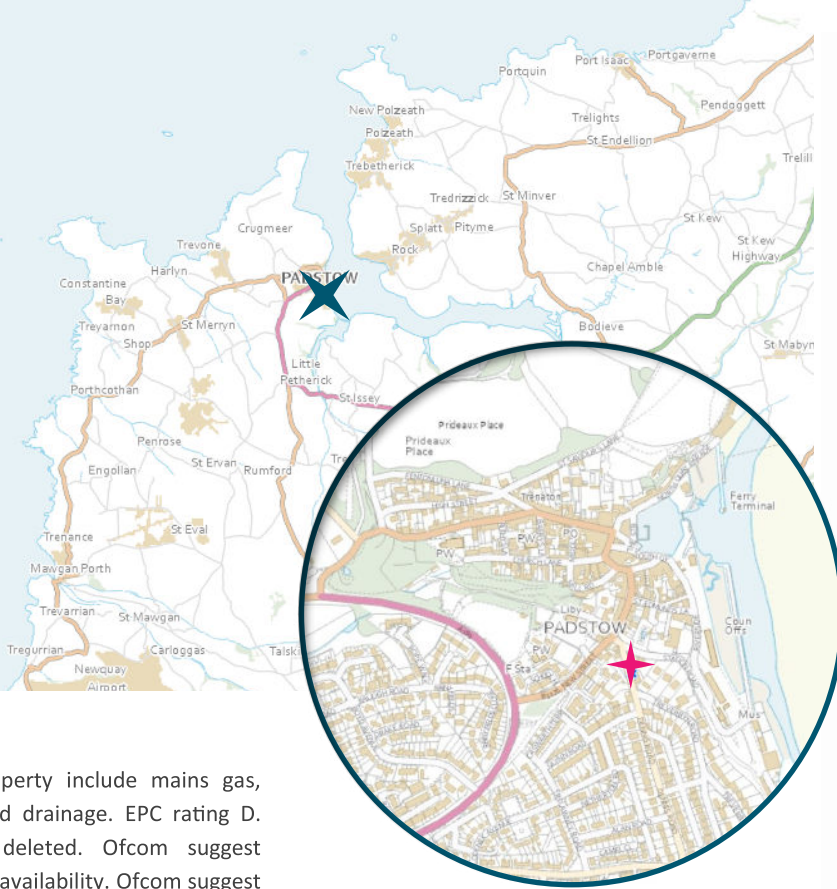 Port Isaac
Portgaverne
Portquin
Pendoggett
New Polzeath
Trelights
Polzeath
St Endellion
Trelill
Trebetherick
Tredrizzick
St Minver
Crugmeer
Splatt
Pityme
St Kew
Trevone
Rock
St Kew
Highway
Harlyn
PADSTOW
Chapel Amble
Constantine
Bay
Treyarnon
St Merryn
Bodieve
Shop
St Mabyn
Little
Petherick
Porthcothan
St Issey
Prideaux Place
Prideaux
Place
Penrose
St Ervan
Rumford
Engollan
Tre
Trenaton
Ferry
Terminal
St Eval
PO
PW
PW
Trenance
Mawgan Porth
Liby
Trevarrian
St Mawgan
PADSTOW
Coun
Offs
PW
Tregurrian
Carloggas
Talski
F Sta
Newquay
Airport
Mus
perty include mains gas,
d drainage. EPC rating D.
deleted. Ofcom suggest
availability. Ofcom suggest